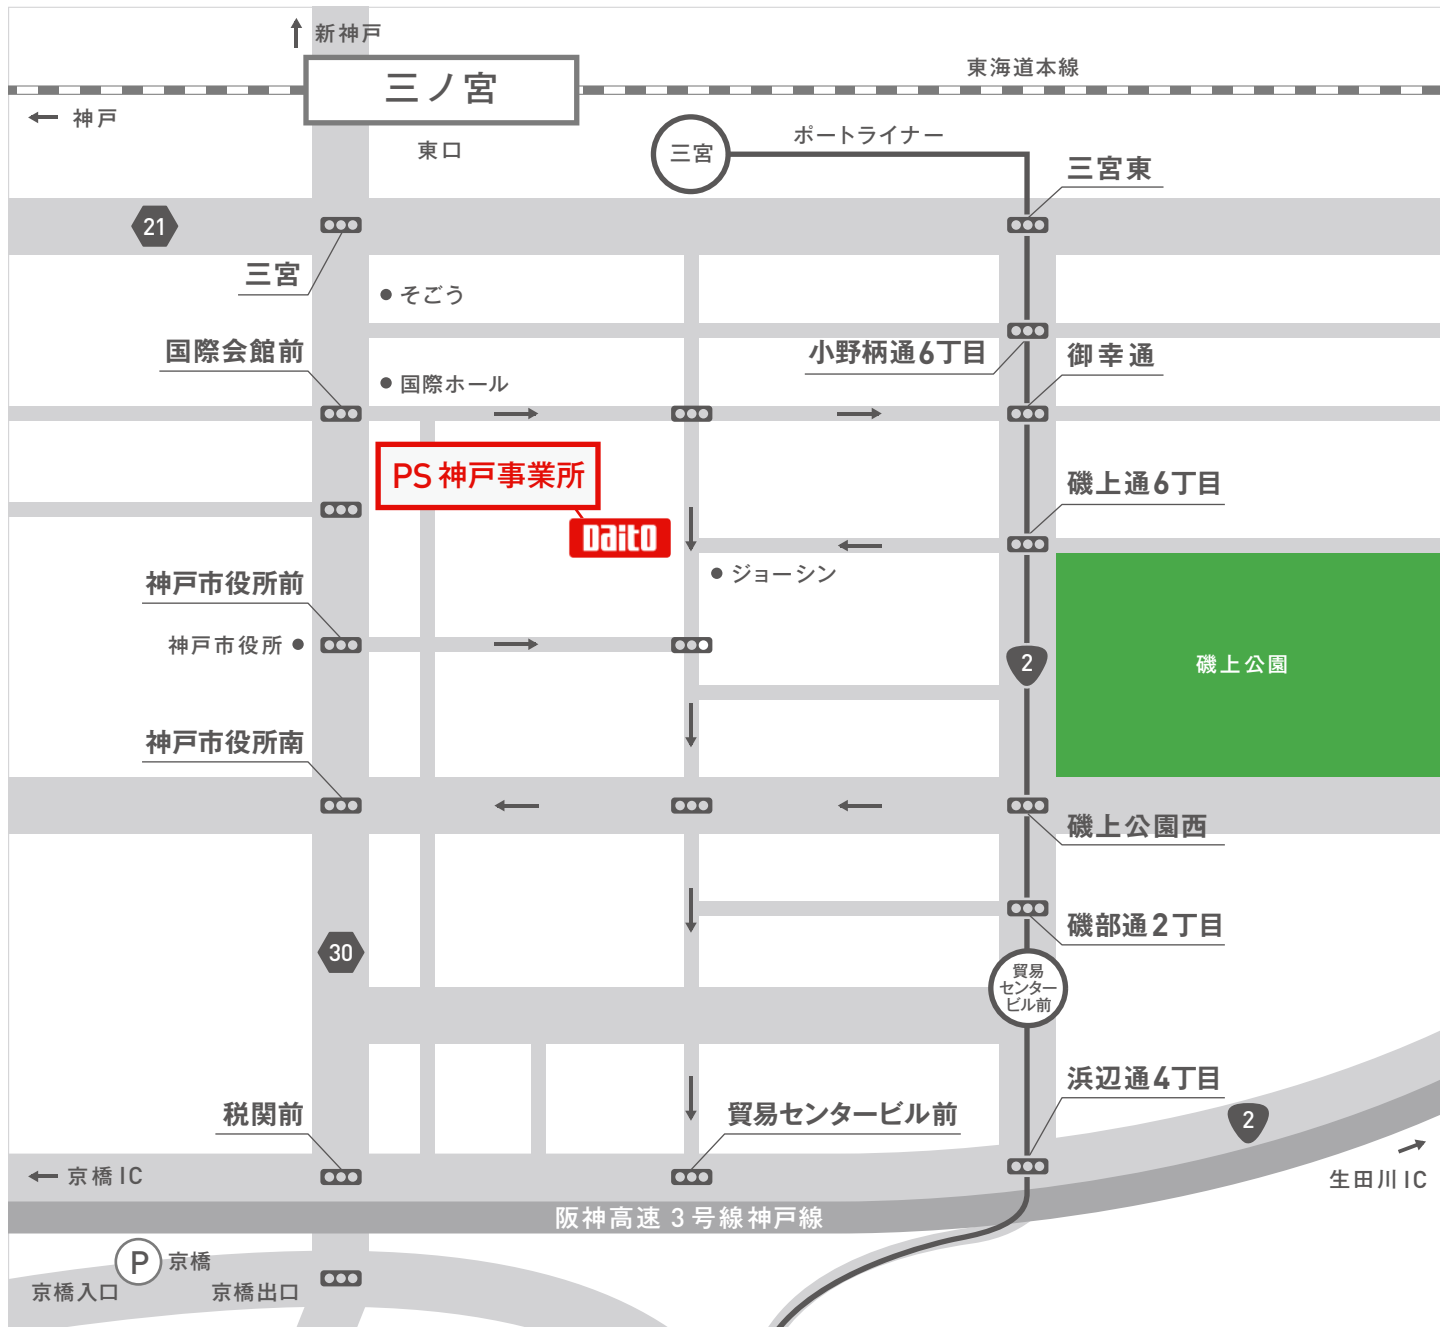 新神戸
三ノ宮
東海道本線
神戸
東口
三宮
ポートライナー
三宮東
21
三宮
そごう
国際会館前
小野柄通6丁目
御幸通
国際ホール
PS 神戸事業所
磯上通6丁目
Daito
ジョーシン
神戸市役所前
神戸市役所
2
磯上公園
神戸市役所南
磯上公園西
磯部通2丁目
30
貿易
センター
ビル前
浜辺通4丁目
税関前
貿易センタービル前
2
京橋IC
生田川IC
阪神高速3号線神戸線
P
京橋
京橋入口
京橋出口